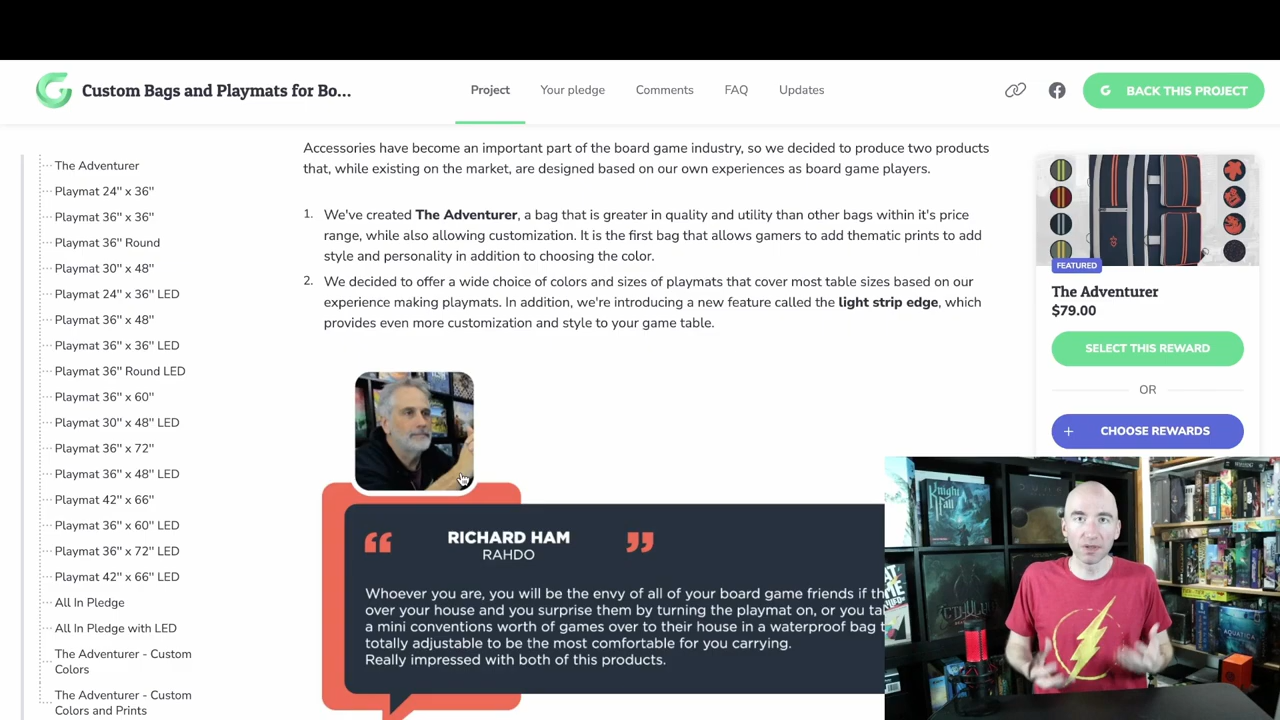 Custom Bags and Playmats for Bo...
Project
Your pledge
Comments
FAQ
Updates
BACK THIS PROJECT
The Adventurer
Playmat 24" x 36"
Playmat 36" x 36"
Playmat 36" Round
Playmat 30" x 48"
Playmat 24" x 36" LED
Playmat 36" x 48"
Playmat 36" x 36" LED
Playmat 36" Round LED
Playmat 36" x 60"
Playmat 30" x 48" LED
Playmat 36" x 72"
Playmat 36" x 48" LED
Playmat 42" x 66"
Playmat 36" x 60" LED
Playmat 36" x 72" LED
Playmat 42" x 66" LED
All In Pledge
All In Pledge with LED
The Adventurer - Custom
Colors
The Adventurer - Custom
Colors and Prints
Accessories have become an important part of the board game industry, so we decided to produce two products
that, while existing on the market, are designed based on our own experiences as board game players.
1. We've created The Adventurer, a bag that is greater in quality and utility than other bags within it's price
range, while also allowing customization. It is the first bag that allows gamers to add thematic prints to add
style and personality in addition to choosing the color.
2. We decided to offer a wide choice of colors and sizes of playmats that cover most table sizes based on our
experience making playmats. In addition, we're introducing a new feature called the light strip edge, which
provides even more customization and style to your game table.
“ RICHARD HAM ”
RAHDO
Whoever you are, you will be the envy of all of your board game friends if
over your house and you surprise them by turning the playmat on, or you
a mini conventions worth of games over to their house in a waterproof bag
totally adjustable to be the most comfortable for you carrying.
Really impressed with both of this products.
FEATURED
The Adventurer
$79.00
SELECT THIS REWARD
OR
+ CHOOSE REWARDS
Knight
Fall
CTHULHU
AQUATICA